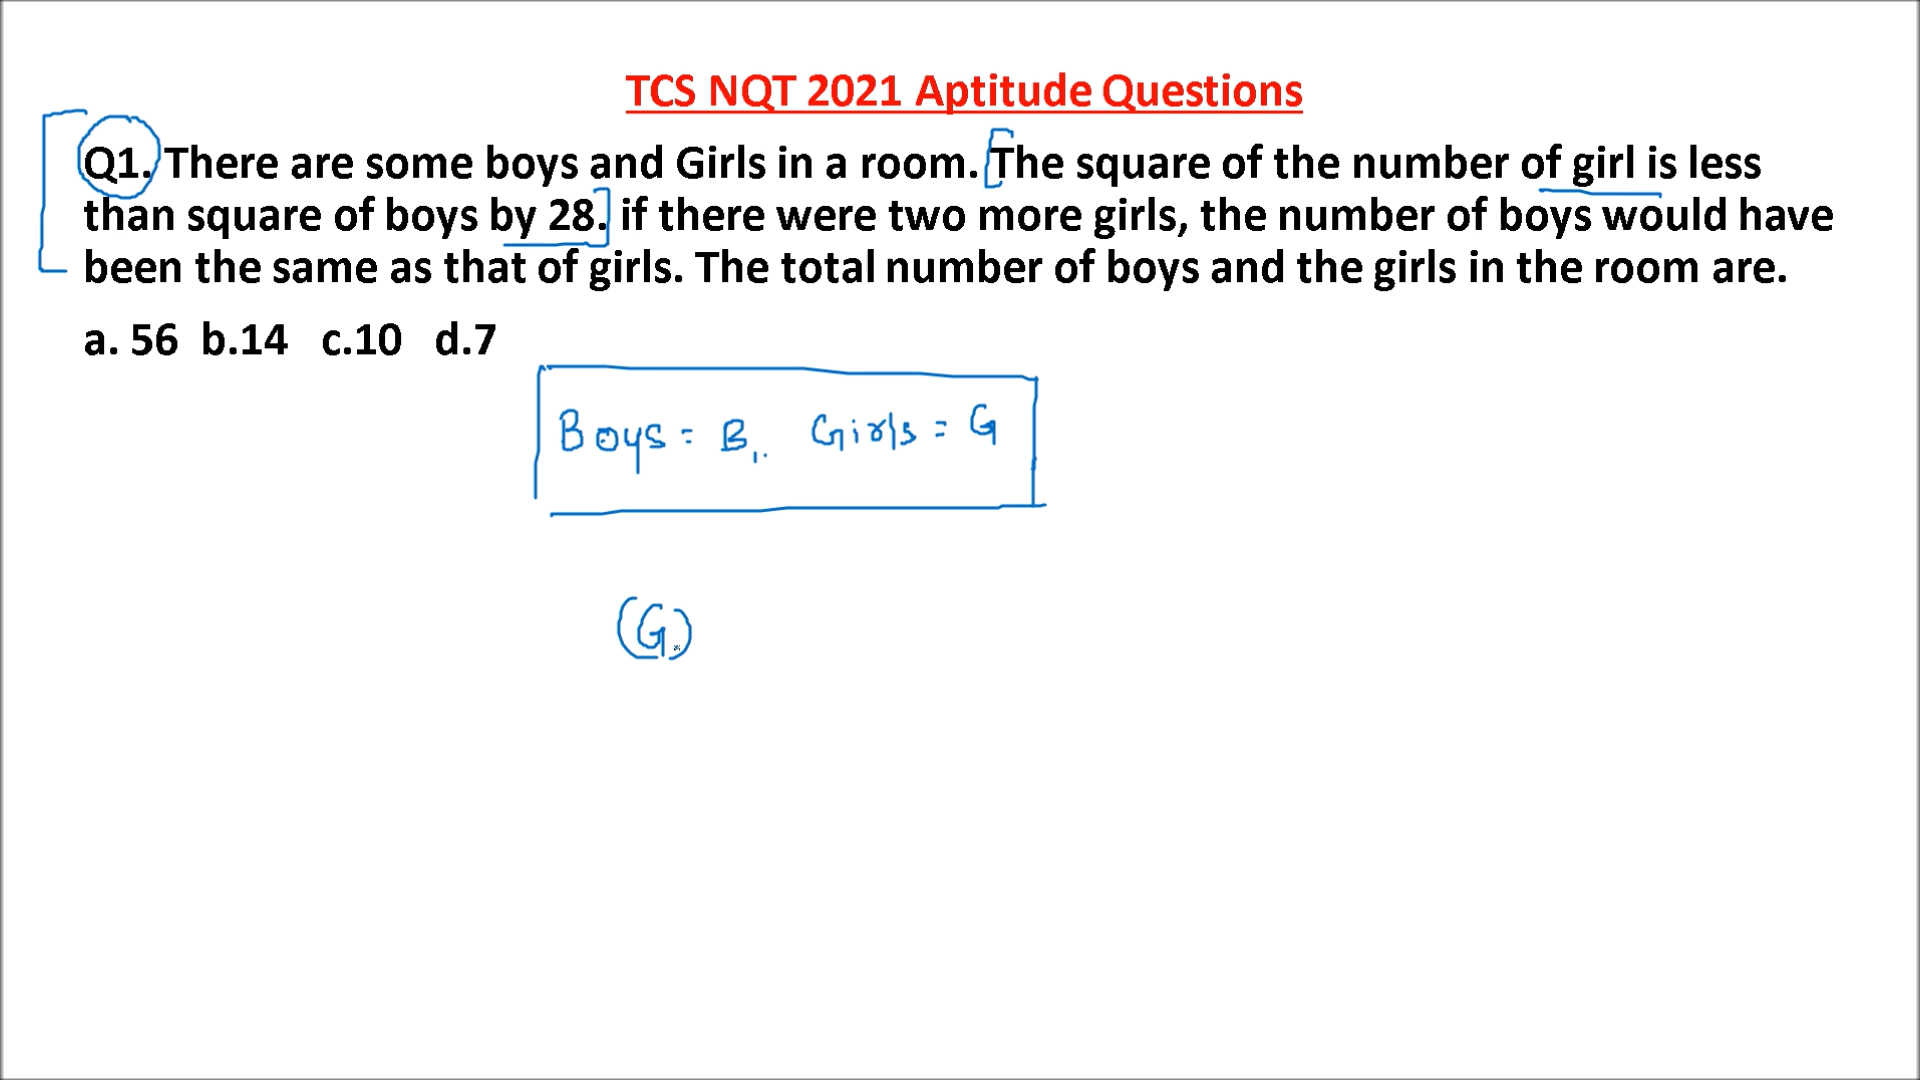 TCS NQT 2021 Aptitude Questions
Q1. There are some boys and Girls in a room. The square of the number of girl is less
than square of boys by 28. if there were two more girls, the number of boys would have
been the same as that of girls. The total number of boys and the girls in the room are.
a. 56 b.14 c.10 d.7
Boys = B, Girls = G
(G)